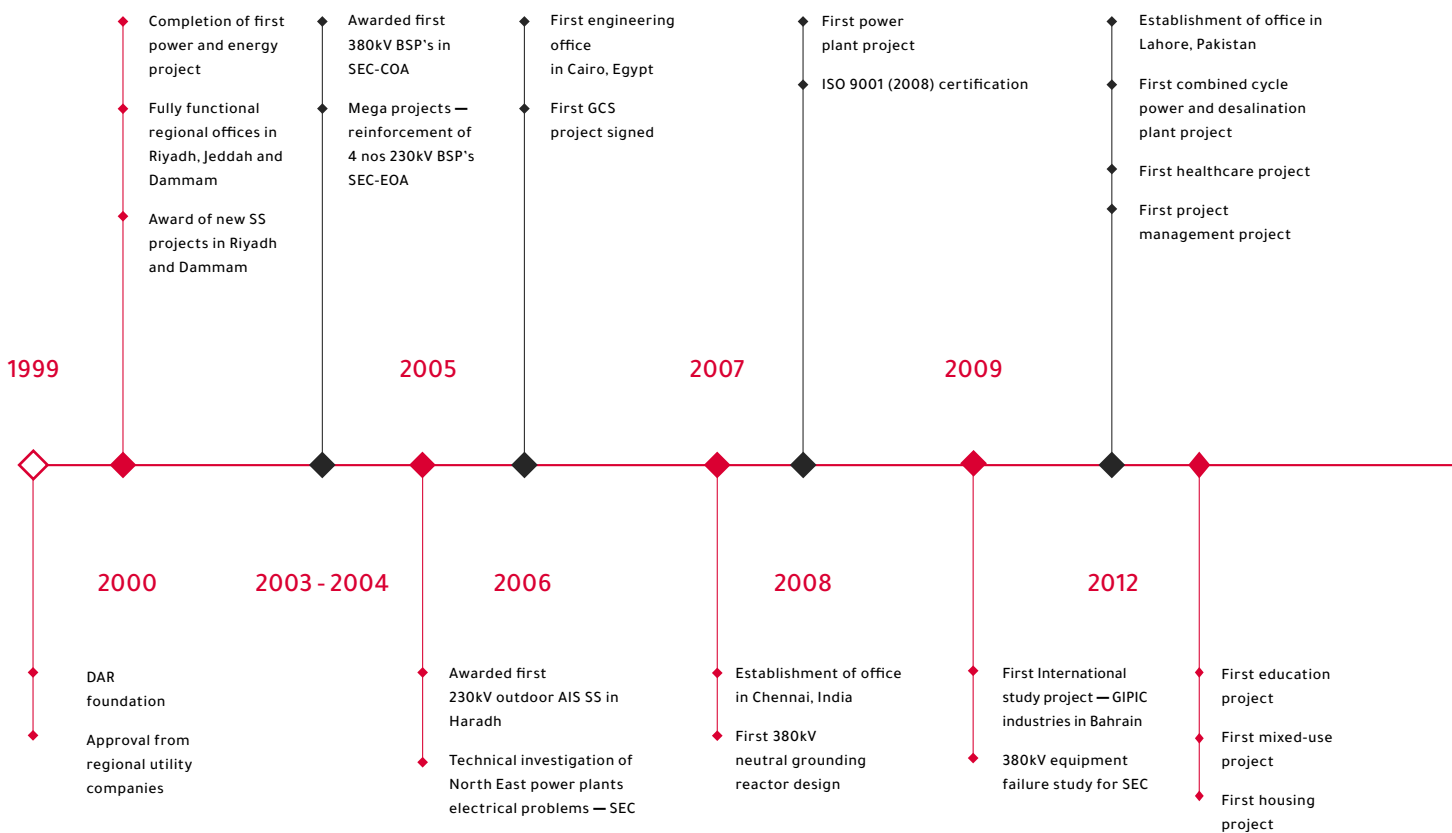 Completion of first
power and energy
project
Fully functional
regional offices in
Riyadh, Jeddah and
Dammam
Award of new SS
projects in Riyadh
and Dammam
Awarded first
380kV BSP's in
SEC-COA
Mega projects —
reinforcement of
4 nos 230kV BSP's
SEC-EOA
First engineering
office
in Cairo, Egypt
First GCS
project signed
First power
plant project
ISO 9001 (2008) certification
Establishment of office in
Lahore, Pakistan
First combined cycle
power and desalination
plant project
First healthcare project
First project
management project
1999
2005
2007
2009
2000
2003 - 2004
2006
2008
2012
DAR
foundation
Approval from
regional utility
companies
Awarded first
230kV outdoor AIS SS in
Haradh
Technical investigation of
North East power plants
electrical problems — SEC
Establishment of office
in Chennai, India
First 380kV
neutral grounding
reactor design
First International
study project — GIPIC
industries in Bahrain
380kV equipment
failure study for SEC
First education
project
First mixed-use
project
First housing
project